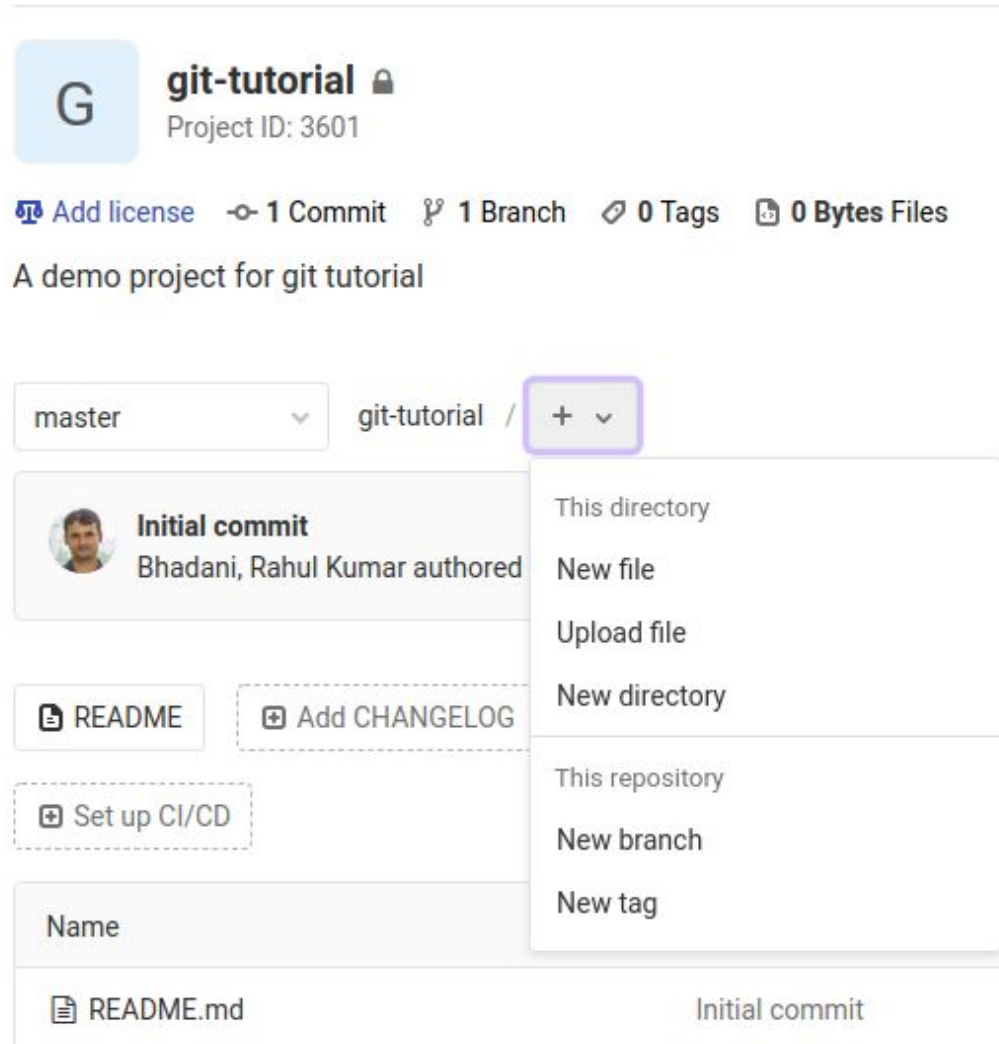 G
git-tutorial
Project ID: 3601
Add license 1 Commit 1 Branch 0 Tags 0 Bytes Files
A demo project for git tutorial
master git-tutorial / +
Initial commit
Bhadani, Rahul Kumar authored
This directory
New file
Upload file
New directory
This repository
New branch
New tag
README Add CHANGELOG
Set up CI/CD
Name
README.md Initial commit